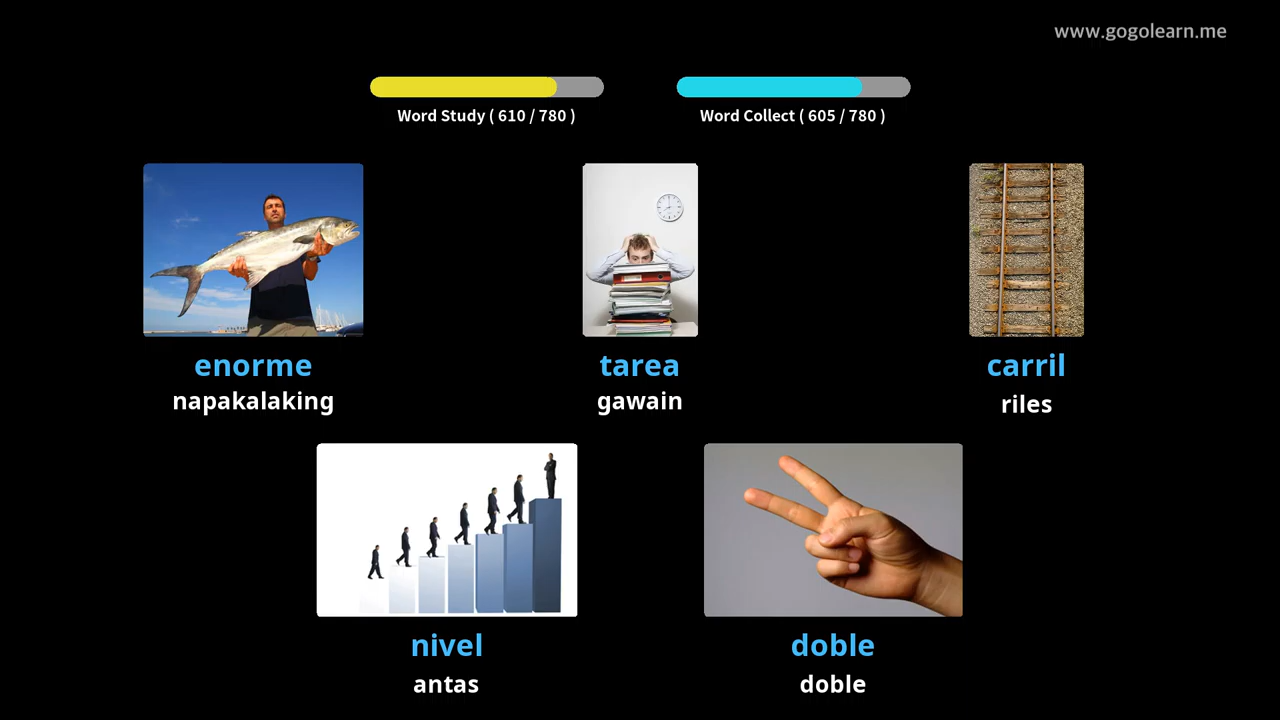 www.gogolearn.me
Word Study ( 610 / 780 )
Word Collect ( 605 / 780 )
enorme
napakalaking
tarea
gawain
carril
riles
nivel
antas
doble
doble